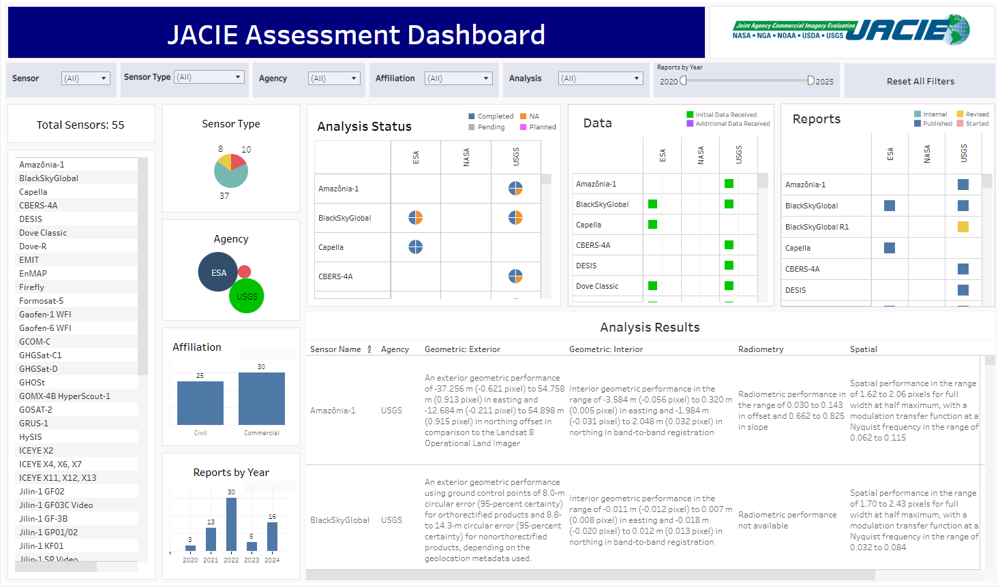 JACIE Assessment Dashboard
Joint Agency Commercial Imagery Evaluation
NASA • NGA • NOAA • USDA • USGS
JACIE
Sensor (All)
Sensor Type (All)
Agency (All)
Affiliation (All)
Analysis (All)
Reports by Year
2020 2025
Reset All Filters
Total Sensors: 55
Amazônia-1
BlackSkyGlobal
Capella
CBERS-4A
DESIS
Dove Classic
Dove-R
EMIT
EnMAP
Firefly
Formosat-5
Gaofen-1 WFI
Gaofen-6 WFI
GCOM-C
GHGSat-C1
GHGSat-D
GHOSt
GOMX-4B HyperScout-1
GOSAT-2
GRUS-1
HySIS
ICEYE X2
ICEYE X4, X6, X7
ICEYE X11, X12, X13
Jilin-1 GF02
Jilin-1 GF03C Video
Jilin-1 GF-3B
Jilin-1 GP01/02
Jilin-1 KF01
Jilin-1 SP Video
Sensor Type
8 10
37
Agency
ESA
USGS
Affiliation
25 30
Civil Commercial
Reports by Year
3 13 30 5 16
2020 2021 2022 2023 2024
Analysis Status
Completed NA
Pending Planned
ESA NASA USGS
Amazônia-1
BlackSkyGlobal
Capella
CBERS-4A
Data
Initial Data Received
Additional Data Received
ESA NASA USGS
Amazônia-1
BlackSkyGlobal
Capella
CBERS-4A
DESIS
Dove Classic
Reports
Internal Revised
Published Started
ESA NASA USGS
Amazônia-1
BlackSkyGlobal
BlackSkyGlobal R1
Capella
CBERS-4A
DESIS
Analysis Results
Sensor Name Agency Geometric: Exterior Geometric: Interior Radiometry Spatial
Amazônia-1
USGS
An exterior geometric performance
of -37.256 m (-0.621 pixel) to 54.758
m (0.913 pixel) in easting and
-12.684 m (-0.211 pixel) to 54.898 m
(0.915 pixel) in northing offset in
comparison to the Landsat 8
Operational Land Imager
Interior geometric performance in the
range of -3.584 m (-0.056 pixel) to 0.320 m
(0.005 pixel) in easting and -1.984 m
(-0.031 pixel) to 2.048 m (0.032 pixel) in
northing in band-to-band registration
Radiometric performance in
the range of 0.030 to 0.143
in offset and 0.662 to 0.825
in slope
Spatial performance in the range
of 1.62 to 2.06 pixels for full
width at half maximum, with a
modulation transfer function at a
Nyquist frequency in the range of
0.062 to 0.115
BlackSkyGlobal
USGS
An exterior geometric performance
using ground control points of 8.0-m
circular error (95-percent certainty)
for orthorectified products and 8.8-
to 14.3-m circular error (95-percent
certainty) for nonorthorectified
products, depending on the
geolocation metadata used.
Interior geometric performance in the
range of -0.011 m (-0.012 pixel) to 0.007 m
(0.008 pixel) in easting and -0.018 m
(-0.020 pixel) to 0.012 m (0.013 pixel) in
northing in band-to-band registration
Radiometric performance
not available
Spatial performance in the range
of 1.70 to 2.43 pixels for full
width at half maximum, with a
modulation transfer function at a
Nyquist frequency in the range of
0.032 to 0.084